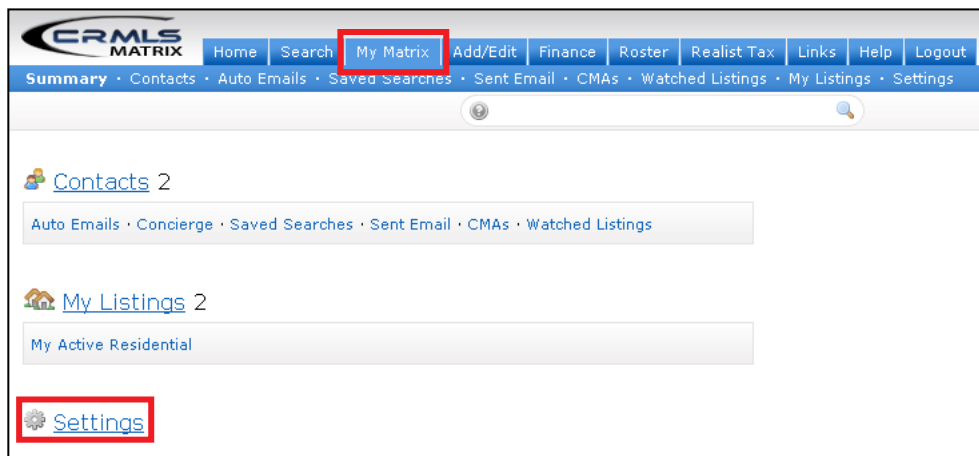 CRMLS
MATRIX
Home Search My Matrix Add/Edit Finance Roster Realist Tax Links Help Logout
Summary · Contacts · Auto Emails · Saved Searches · Sent Email · CMAs · Watched Listings · My Listings · Settings
?
Contacts 2
Auto Emails · Concierge · Saved Searches · Sent Email · CMAs · Watched Listings
My Listings 2
My Active Residential
Settings